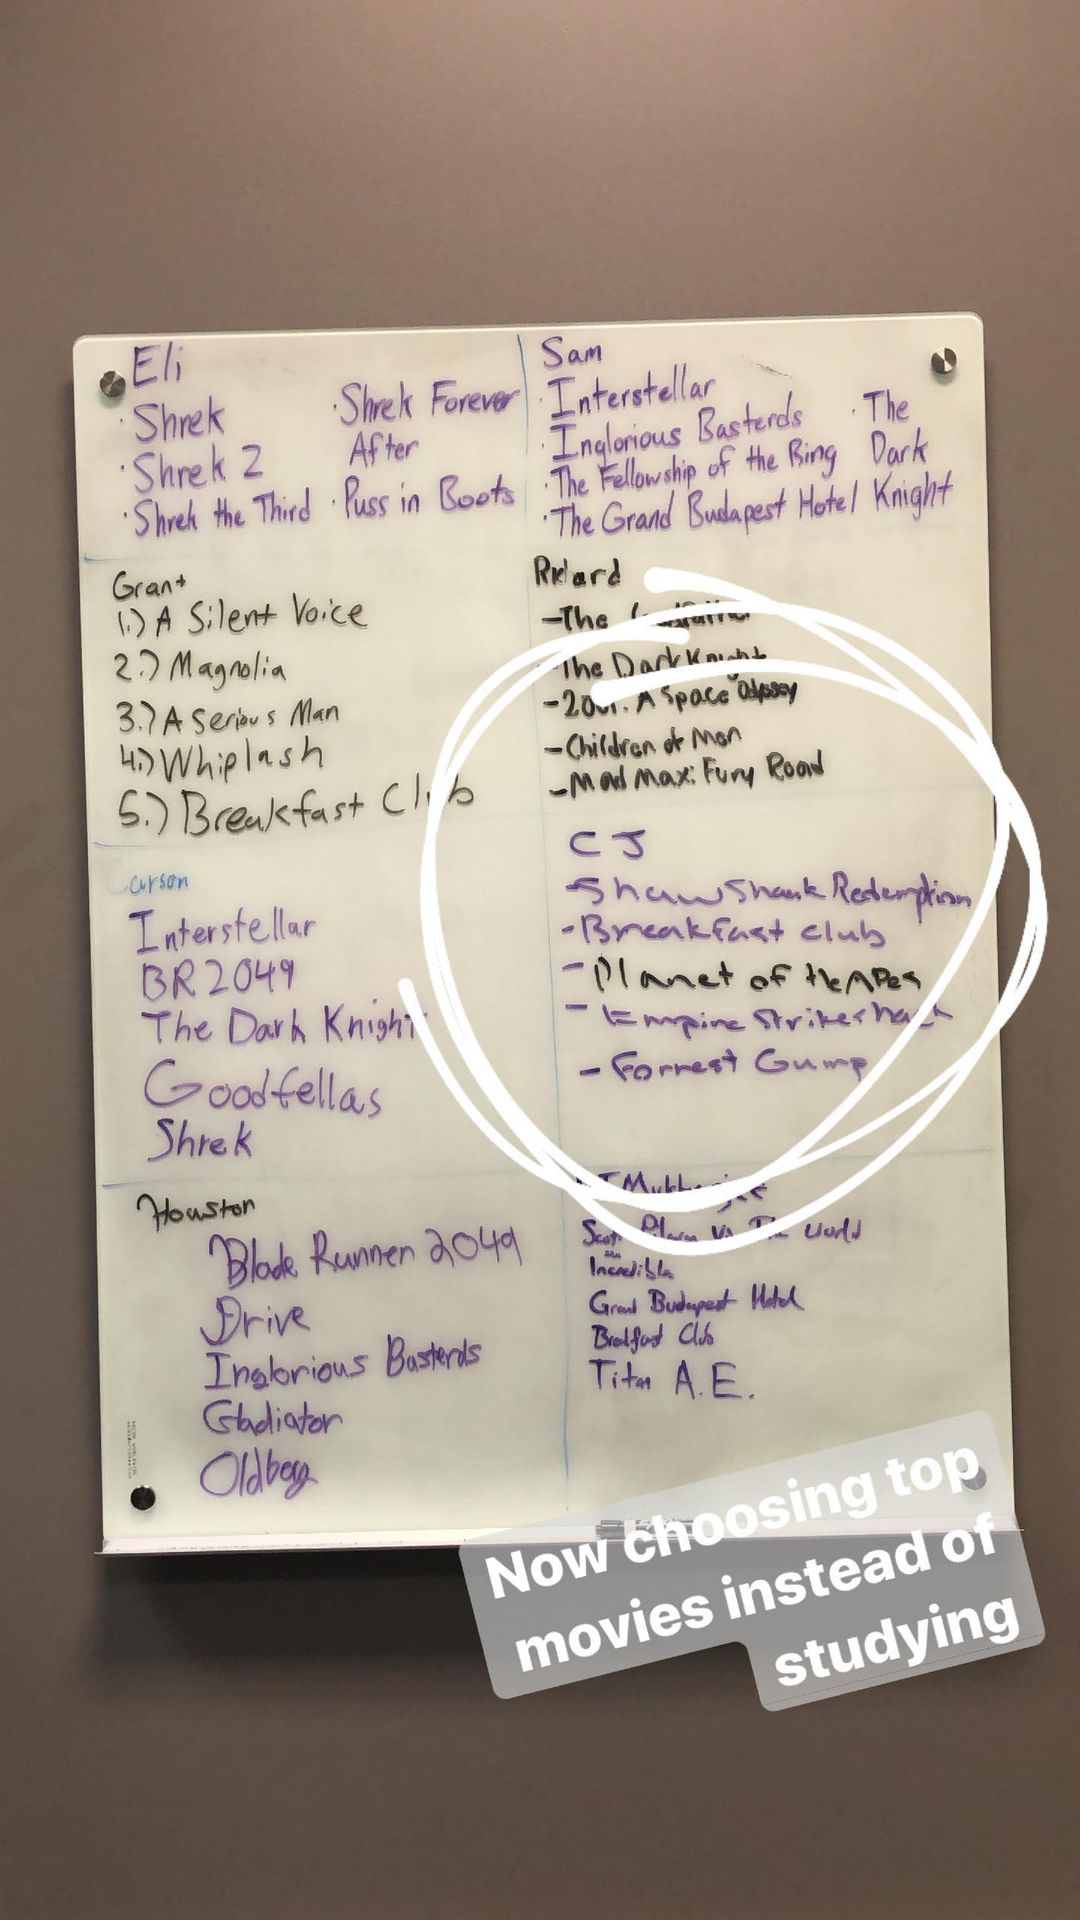 Eli
· Shrek
· Shrek 2
· Shrek the Third
· Shrek Forever
After
· Puss in Boots
Sam
· Interstellar
· Inglorious Basterds
· The Fellowship of the Ring
· The Grand Budapest Hotel
· The
Dark
Knight
Grant
1.) A Silent Voice
2.) Magnolia
3.) A Serious Man
4.) Whiplash
5.) Breakfast Club
Richard
- The Godfather
- The Dark Knight
- 2001: A Space Odyssey
- Children of Men
- Mad Max: Fury Road
Carson
Interstellar
BR 2049
The Dark Knight
Goodfellas
Shrek
CJ
- Shawshank Redemption
- Breakfast club
- Planet of the APes
- Empire Strikes back
- Forrest Gump
Houston
Blade Runner 2049
Drive
Inglorious Basterds
Gladiator
Oldboy
Mukherjee
Scott Pilgrim vs The World
Grand Budapest Hotel
Breakfast Club
Titan A.E.
Now choosing top
movies instead of
studying